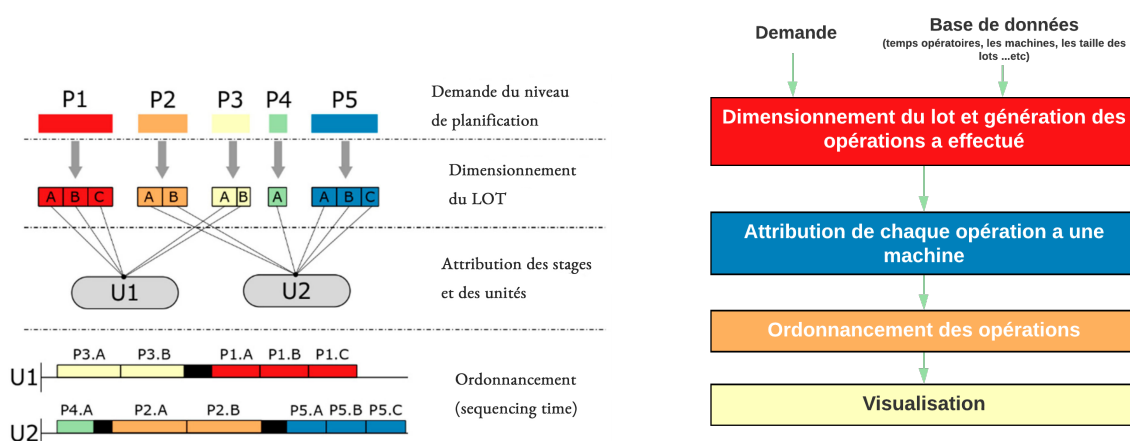 P1 P2 P3 P4 P5
Demande du niveau
de planification
A B C A B A B A A B C
Dimensionnement
du LOT
U1 U2
Attribution des stages
et des unités
P3.A P3.B P1.A P1.B P1.C
U1
P4.A P2.A P2.B P5.A P5.B P5.C
U2
Ordonnancement
(sequencing time)
Demande
Base de données
(temps opératoires, les machines, les taille des
lots ...etc)
Dimensionnement du lot et génération des
opérations a effectué
Attribution de chaque opération a une
machine
Ordonnancement des opérations
Visualisation